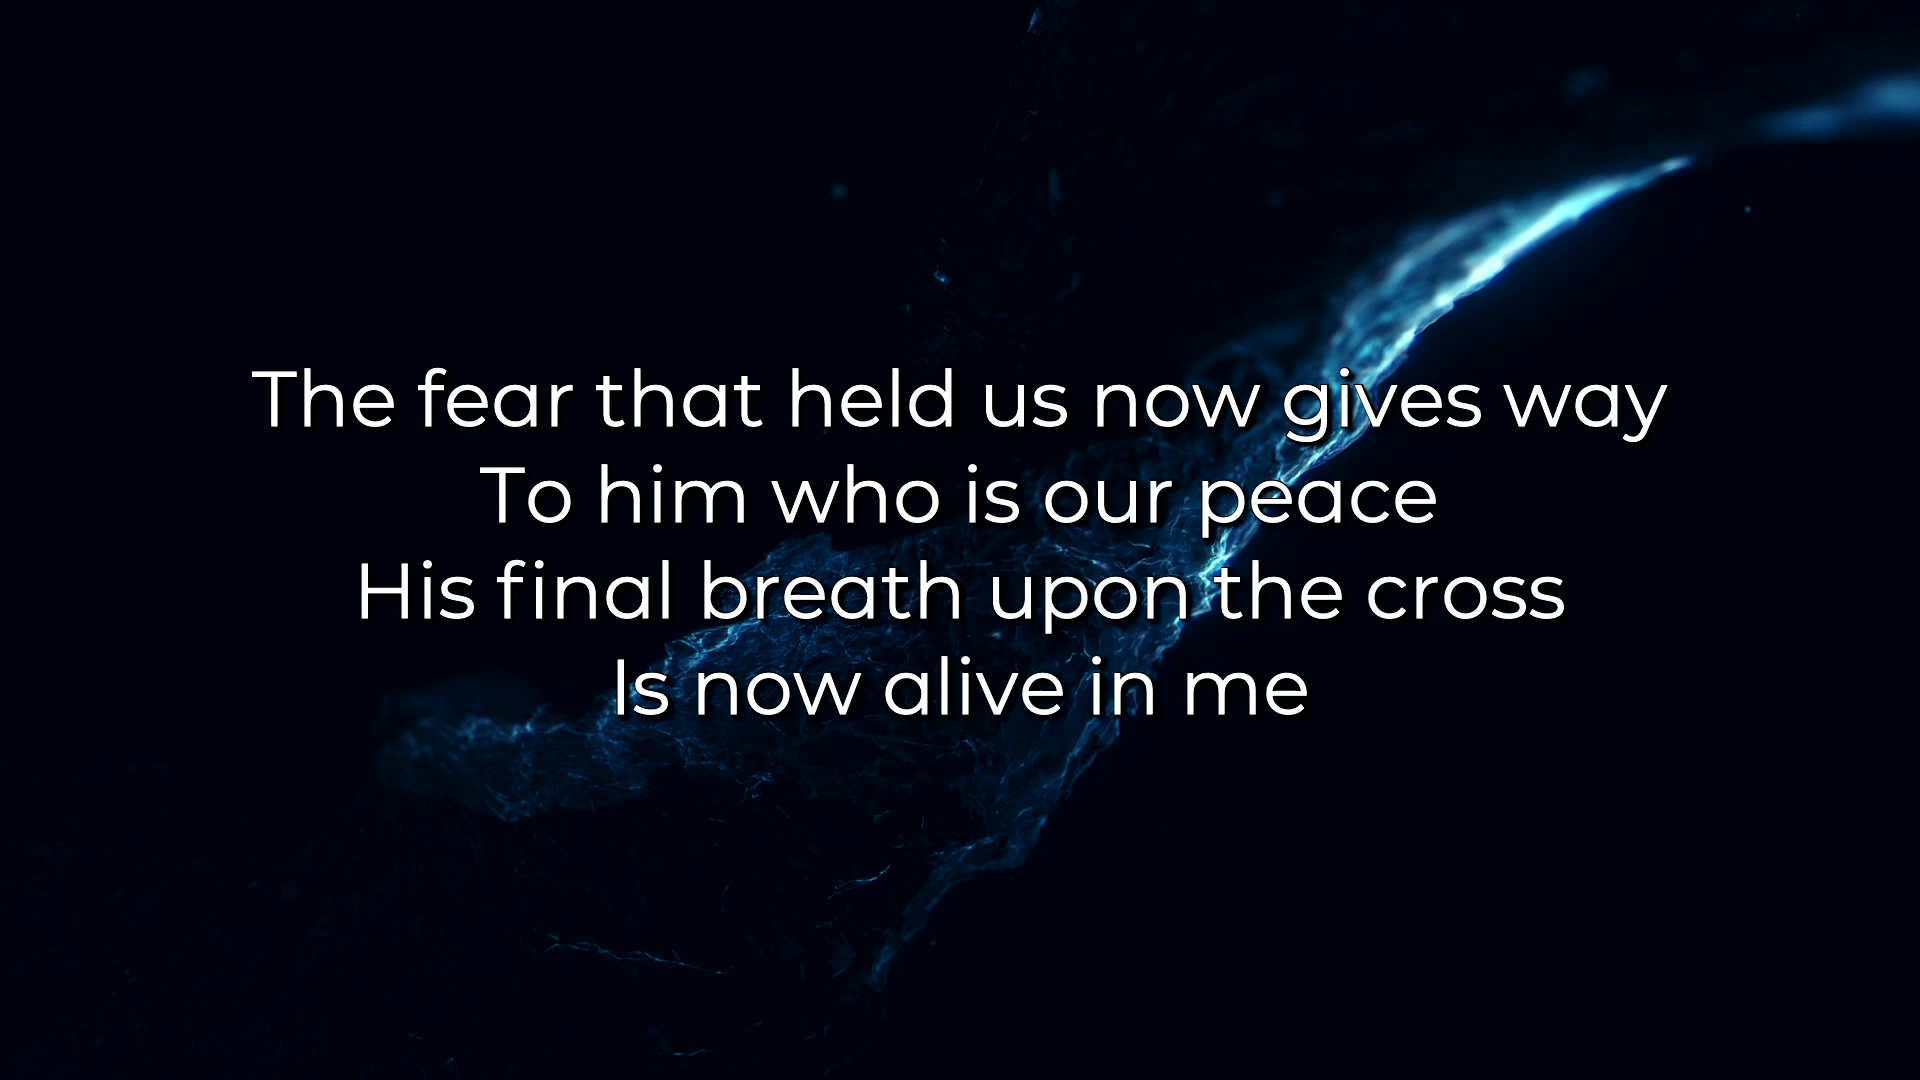 The fear that held us now gives way
To him who is our peace
His final breath upon the cross
Is now alive in me